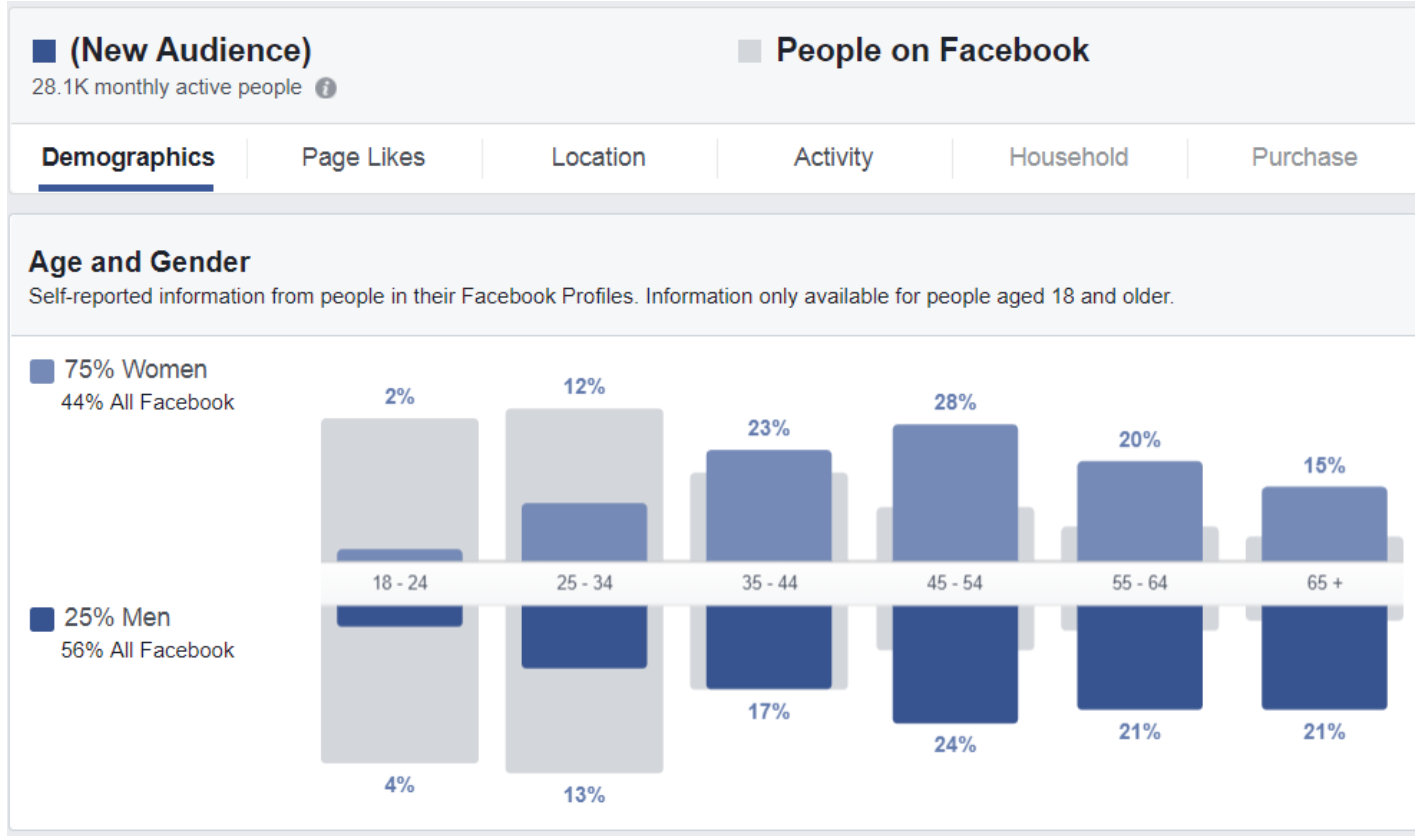 (New Audience)
28.1K monthly active people
People on Facebook
Demographics
Page Likes
Location
Activity
Household
Purchase
Age and Gender
Self-reported information from people in their Facebook Profiles. Information only available for people aged 18 and older.
75% Women
44% All Facebook
2%
12%
23%
28%
20%
15%
18 - 24
25 - 34
35 - 44
45 - 54
55 - 64
65 +
25% Men
56% All Facebook
4%
13%
17%
24%
21%
21%